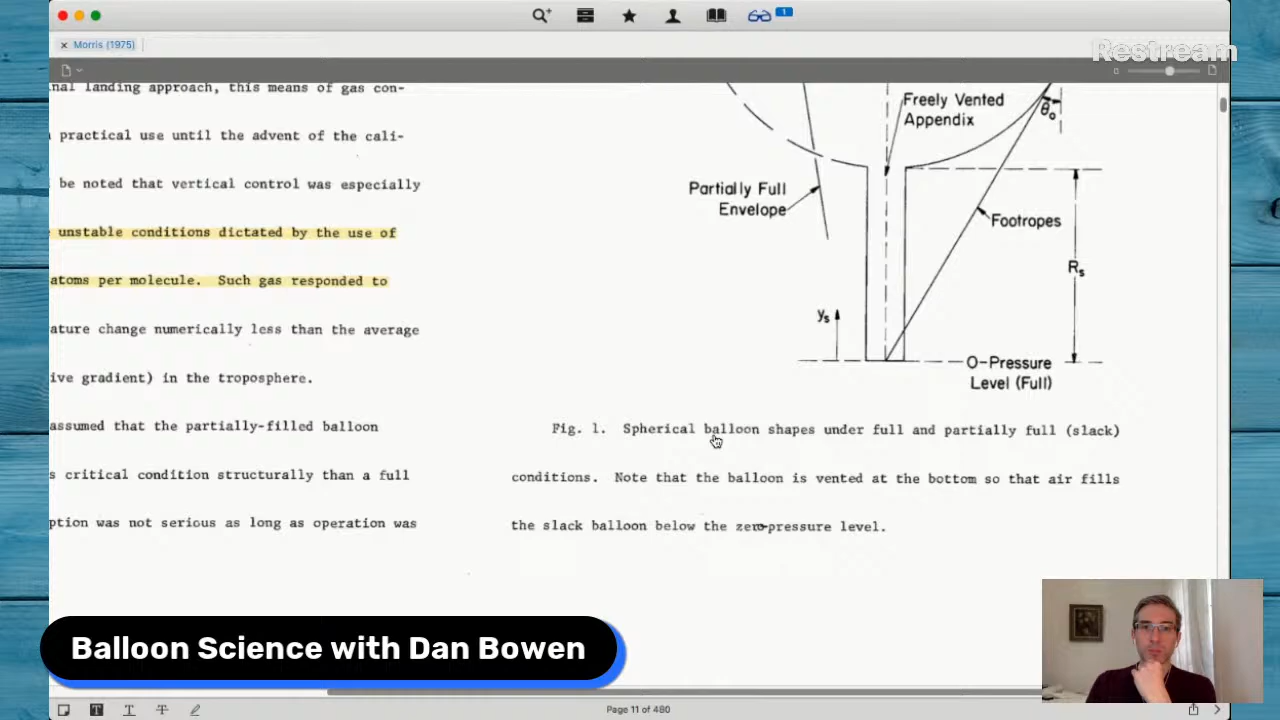 1
Morris (1975)
Restream
nal landing approach, this means of gas con-
practical use until the advent of the cali-
be noted that vertical control was especially
unstable conditions dictated by the use of
atoms per molecule. Such gas responded to
ature change numerically less than the average
ive gradient) in the troposphere.
assumed that the partially-filled balloon
s critical condition structurally than a full
ption was not serious as long as operation was
Freely Vented
Appendix
θo
Partially Full
Envelope
Footropes
Rs
ys
O-Pressure
Level (Full)
Fig. 1. Spherical balloon shapes under full and partially full (slack)
conditions. Note that the balloon is vented at the bottom so that air fills
the slack balloon below the zero-pressure level.
Balloon Science with Dan Bowen
Page 11 of 480